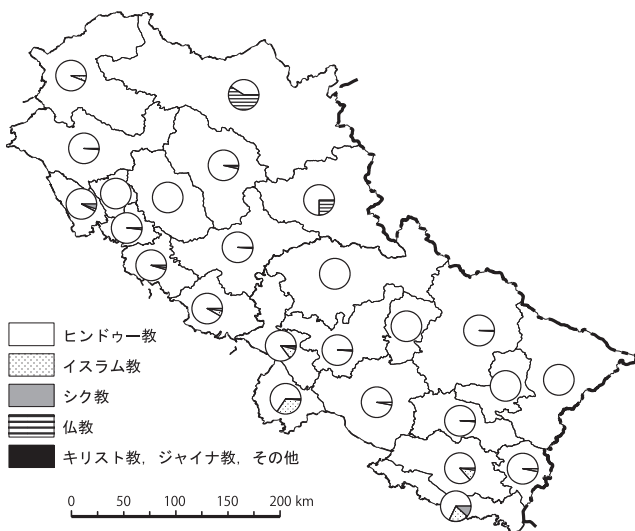 ヒンドゥー教
イスラム教
シク教
仏教
キリスト教，ジャイナ教，その他
0 50 100 150 200 km